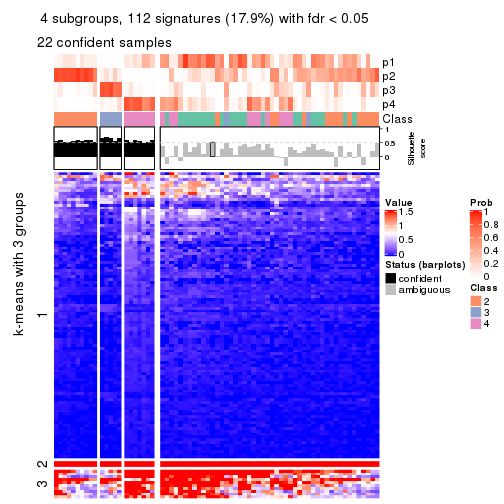 4 subgroups, 112 signatures (17.9%) with fdr < 0.05
22 confident samples
p1
p2
p3
p4
Class
1
0.5
0
Silhouette
score
k-means with 3 groups
1
2
3
Value
1.5
1
0.5
0
Status (barplots)
confident
ambiguous
Prob
1
0.8
0.6
0.4
0.2
0
Class
2
3
4